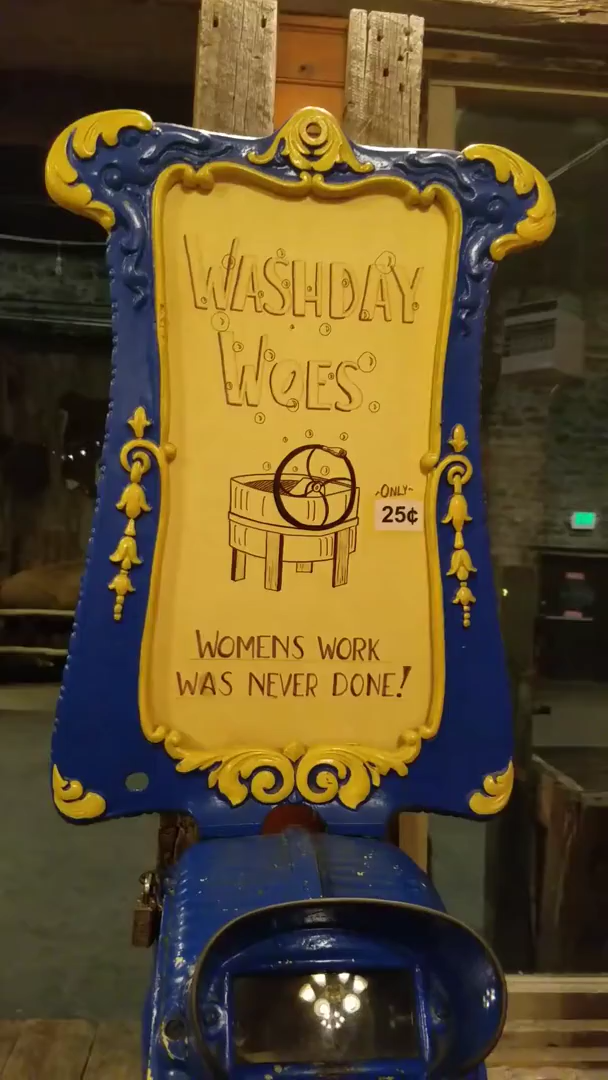 WASHDAY
WOES
~ONLY~
25¢
WOMENS WORK
WAS NEVER DONE!